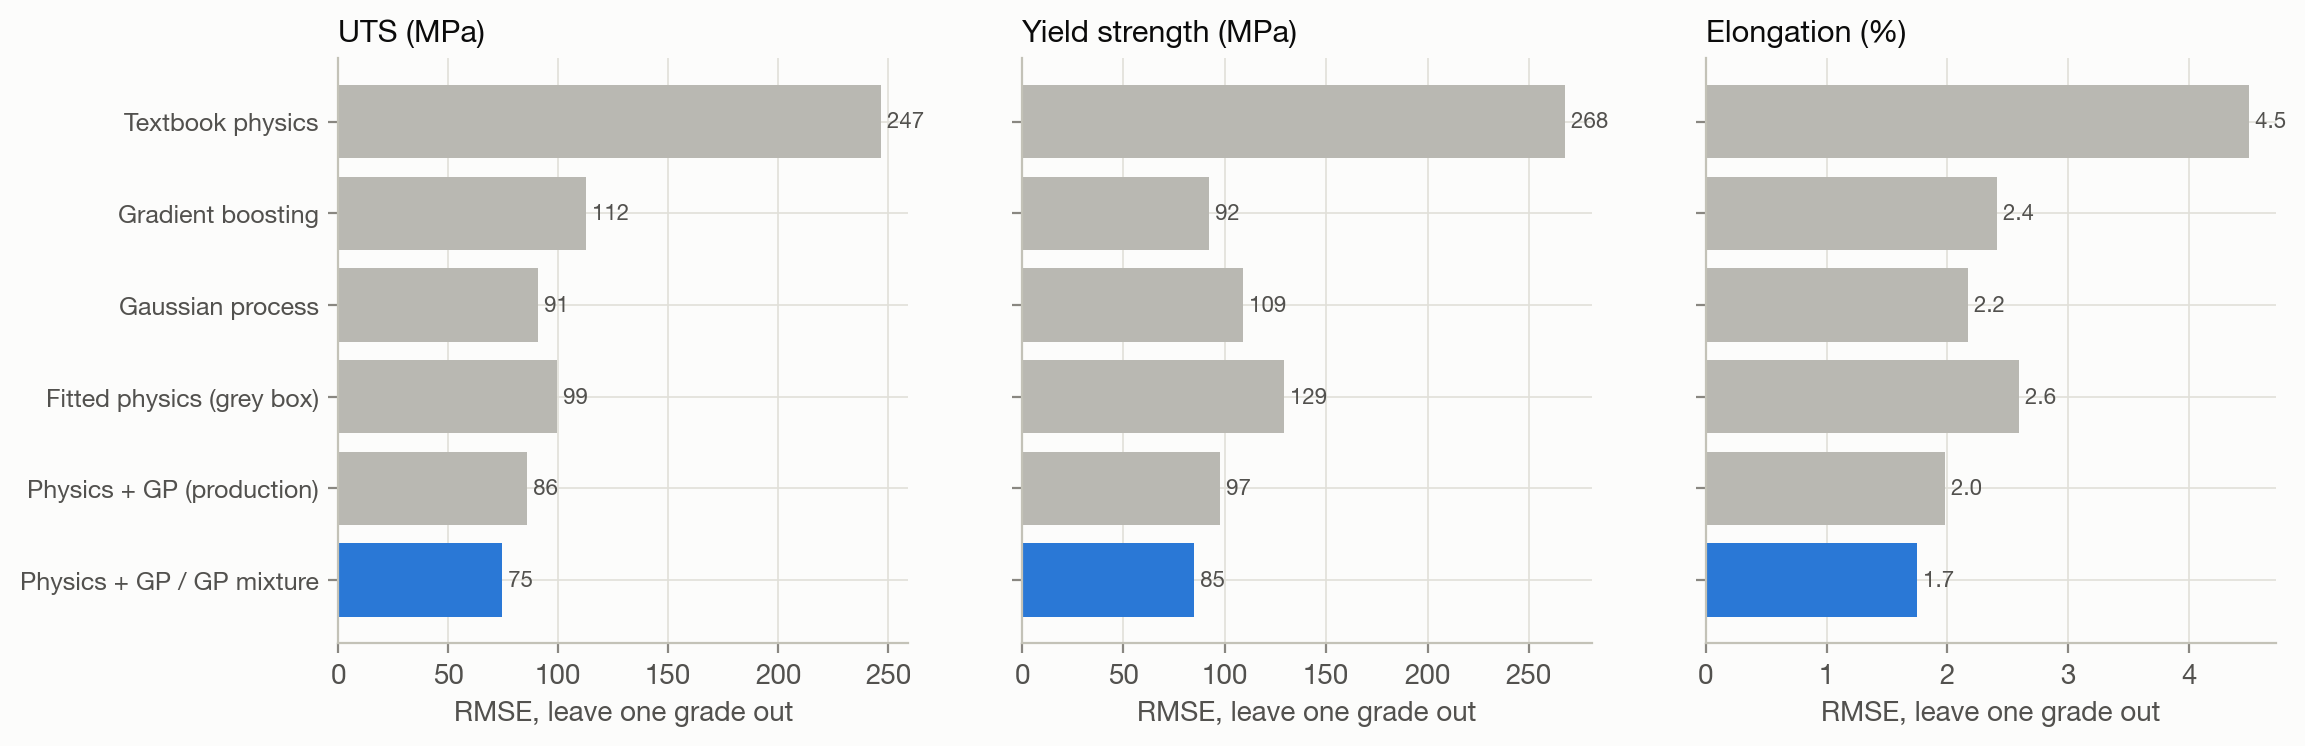 UTS (MPa)
Yield strength (MPa)
Elongation (%)
Textbook physics
247
268
4.5
Gradient boosting
112
92
2.4
Gaussian process
91
109
2.2
Fitted physics (grey box)
99
129
2.6
Physics + GP (production)
86
97
2.0
Physics + GP / GP mixture
75
85
1.7
0 50 100 150 200 250
0 50 100 150 200 250
0 1 2 3 4
RMSE, leave one grade out
RMSE, leave one grade out
RMSE, leave one grade out